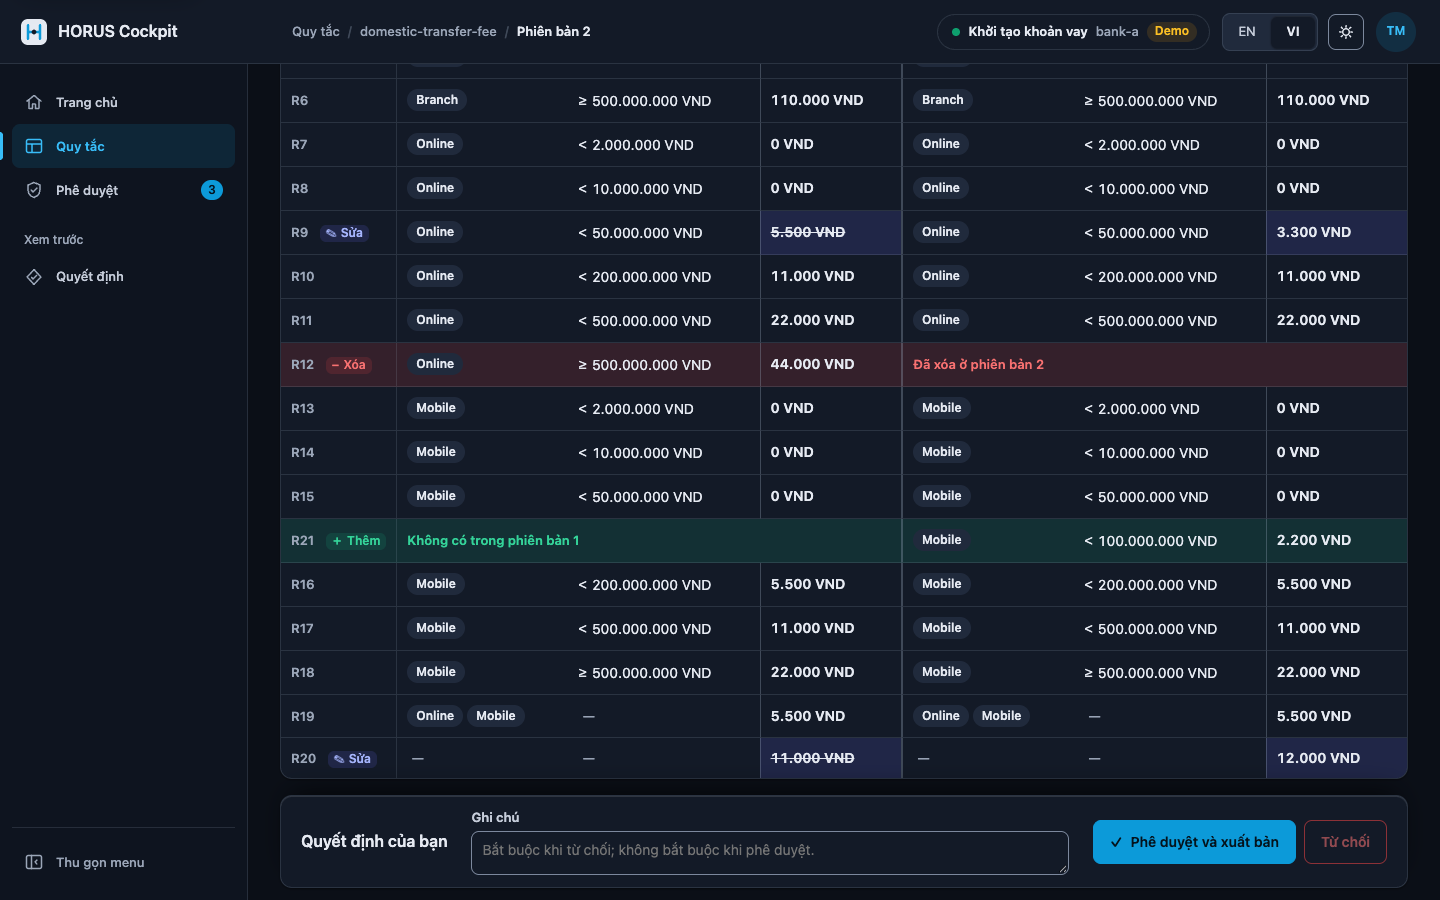 HORUS Cockpit
Quy tắc / domestic-transfer-fee / Phiên bản 2
Khởi tạo khoản vay bank-a Demo
EN VI
TM
Trang chủ
Quy tắc
Phê duyệt 3
Xem trước
Quyết định
Thu gọn menu
R6 Branch ≥ 500.000.000 VND 110.000 VND Branch ≥ 500.000.000 VND 110.000 VND
R7 Online < 2.000.000 VND 0 VND Online < 2.000.000 VND 0 VND
R8 Online < 10.000.000 VND 0 VND Online < 10.000.000 VND 0 VND
R9 ✎ Sửa Online < 50.000.000 VND 5.500 VND Online < 50.000.000 VND 3.300 VND
R10 Online < 200.000.000 VND 11.000 VND Online < 200.000.000 VND 11.000 VND
R11 Online < 500.000.000 VND 22.000 VND Online < 500.000.000 VND 22.000 VND
R12 − Xóa Online ≥ 500.000.000 VND 44.000 VND Đã xóa ở phiên bản 2
R13 Mobile < 2.000.000 VND 0 VND Mobile < 2.000.000 VND 0 VND
R14 Mobile < 10.000.000 VND 0 VND Mobile < 10.000.000 VND 0 VND
R15 Mobile < 50.000.000 VND 0 VND Mobile < 50.000.000 VND 0 VND
R21 + Thêm Không có trong phiên bản 1 Mobile < 100.000.000 VND 2.200 VND
R16 Mobile < 200.000.000 VND 5.500 VND Mobile < 200.000.000 VND 5.500 VND
R17 Mobile < 500.000.000 VND 11.000 VND Mobile < 500.000.000 VND 11.000 VND
R18 Mobile ≥ 500.000.000 VND 22.000 VND Mobile ≥ 500.000.000 VND 22.000 VND
R19 Online Mobile — 5.500 VND Online Mobile — 5.500 VND
R20 ✎ Sửa — — 11.000 VND — — 12.000 VND
Quyết định của bạn
Ghi chú
Bắt buộc khi từ chối; không bắt buộc khi phê duyệt.
✓ Phê duyệt và xuất bản
Từ chối